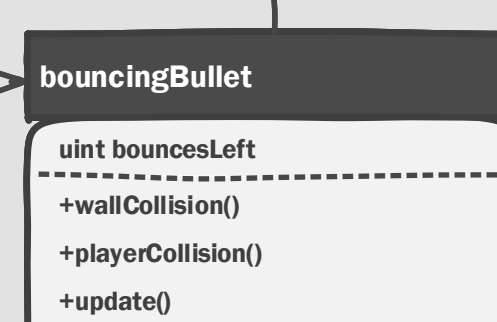 bouncingBullet
uint bouncesLeft
+wallCollision()
+playerCollision()
+update()